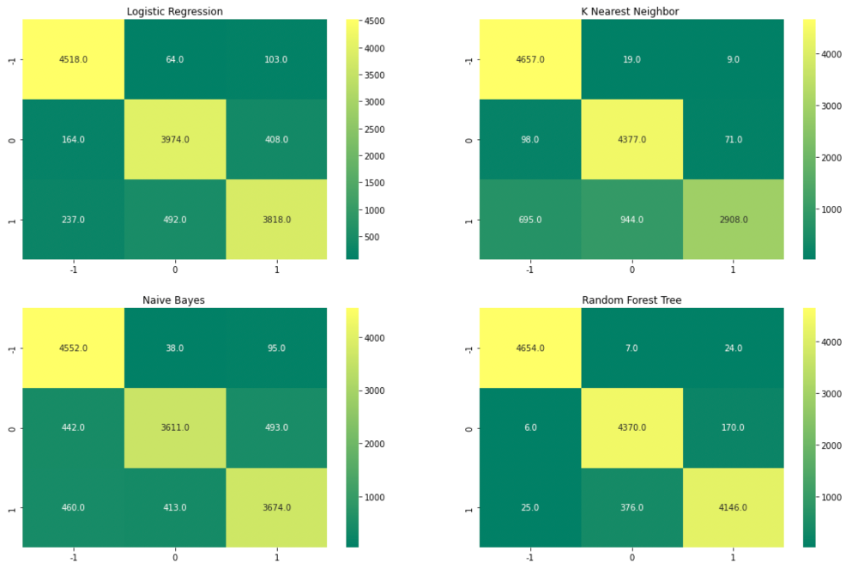 Logistic Regression
4518.0 64.0 103.0
164.0 3974.0 408.0
237.0 492.0 3818.0
-1 0 1
-1 0 1
4500
4000
3500
3000
2500
2000
1500
1000
500
K Nearest Neighbor
4657.0 19.0 9.0
98.0 4377.0 71.0
695.0 944.0 2908.0
-1 0 1
-1 0 1
4000
3000
2000
1000
Naive Bayes
4552.0 38.0 95.0
442.0 3611.0 493.0
460.0 413.0 3674.0
-1 0 1
-1 0 1
4000
3000
2000
1000
Random Forest Tree
4654.0 7.0 24.0
6.0 4370.0 170.0
25.0 376.0 4146.0
-1 0 1
-1 0 1
4000
3000
2000
1000